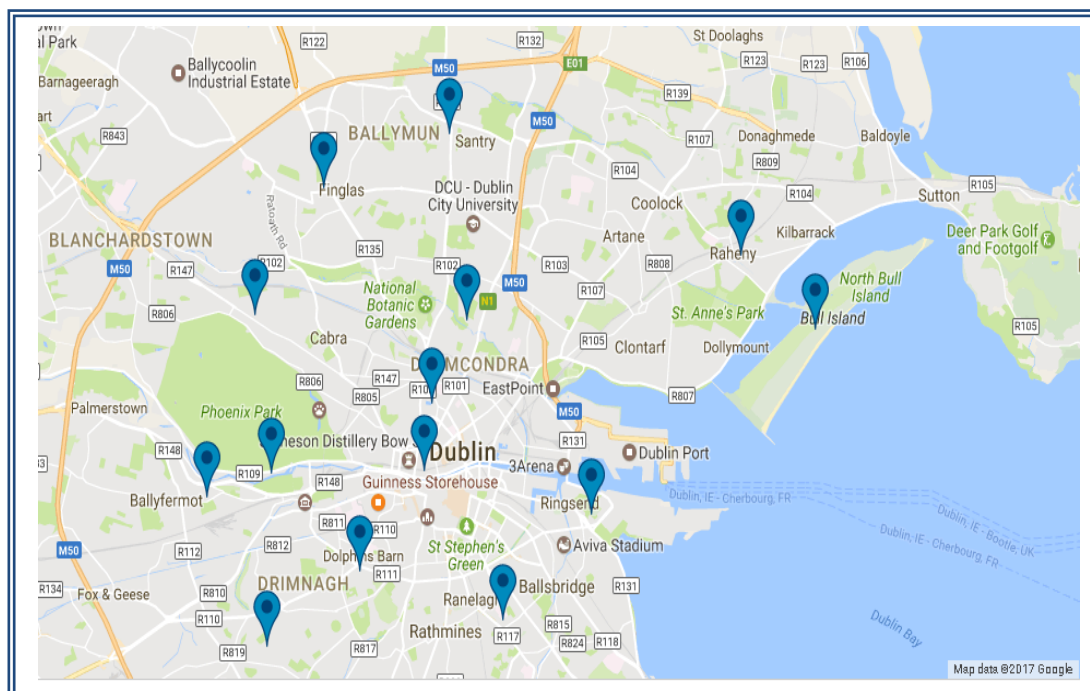 St Doolaghs
R122
R132
R123
R123
R106
al Park
Ballycoolin
Industrial Estate
M50
E01
Barnageeragh
R139
R843
BALLYMUN
Santry
M50
R107
Donaghmede
Baldoyle
R809
R104
Finglas
DCU - Dublin
City University
Coolock
R104
Sutton
R105
Ratoath Rd
Artane
Raheny
Kilbarrack
Deer Park Golf
and Footgolf
BLANCHARDSTOWN
R135
M50
R147
R102
R102
R103
R808
National
Botanic
Gardens
M50
N1
R107
North Bull
Island
R806
St. Anne's Park
Bull Island
Cabra
R105
Clontarf
Dollymount
R105
R147
R101
EastPoint
R806
R805
R807
Palmerstown
Phoenix Park
M50
R148
R131
Dublin
Dublin Port
R109
3Arena
R148
Guinness Storehouse
Ballyfermot
Ringsend
Dublin, IE - Cherbourg, FR
R811
R110
Dublin, IE - Bootle, UK
Dublin, IE - Cherbourg, FR
R112
R812
St Stephen's
Green
Aviva Stadium
M50
Dolphins Barn
R111
R134
Fox & Geese
R810
DRIMNAGH
Ballsbridge
R131
Ranelagh
R110
Rathmines
R117
R815
R819
R817
R824
R118
Dublin Bay
Map data ©2017 Google